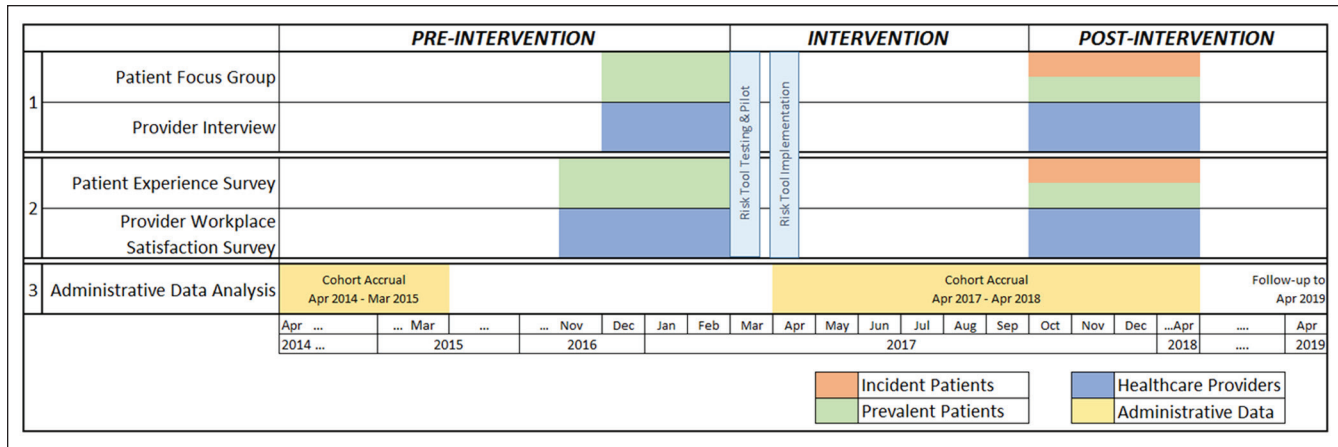 PRE-INTERVENTION INTERVENTION POST-INTERVENTION
1
Patient Focus Group
Provider Interview
Risk Tool Testing & Pilot
Risk Tool Implementation
2
Patient Experience Survey
Provider Workplace
Satisfaction Survey
3 Administrative Data Analysis
Cohort Accrual
Apr 2014 - Mar 2015
Cohort Accrual
Apr 2017 - Apr 2018
Follow-up to
Apr 2019
Apr ... ... Mar ... ... Nov Dec Jan Feb Mar Apr May Jun Jul Aug Sep Oct Nov Dec ...Apr .... Apr
2014 ... 2015 2016 2017 2018 .... 2019
Incident Patients Healthcare Providers
Prevalent Patients Administrative Data